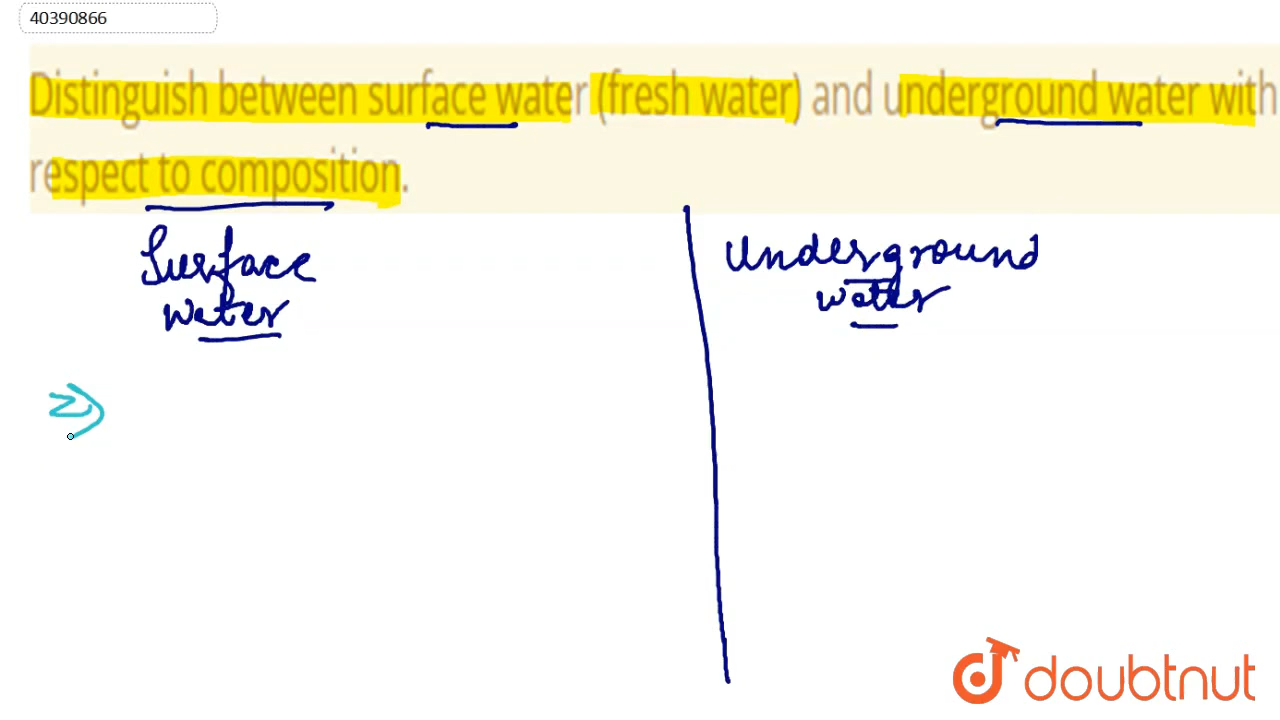 40390866
Distinguish between surface water (fresh water) and underground water with
respect to composition.
Surface
water
Underground
water
doubtnut